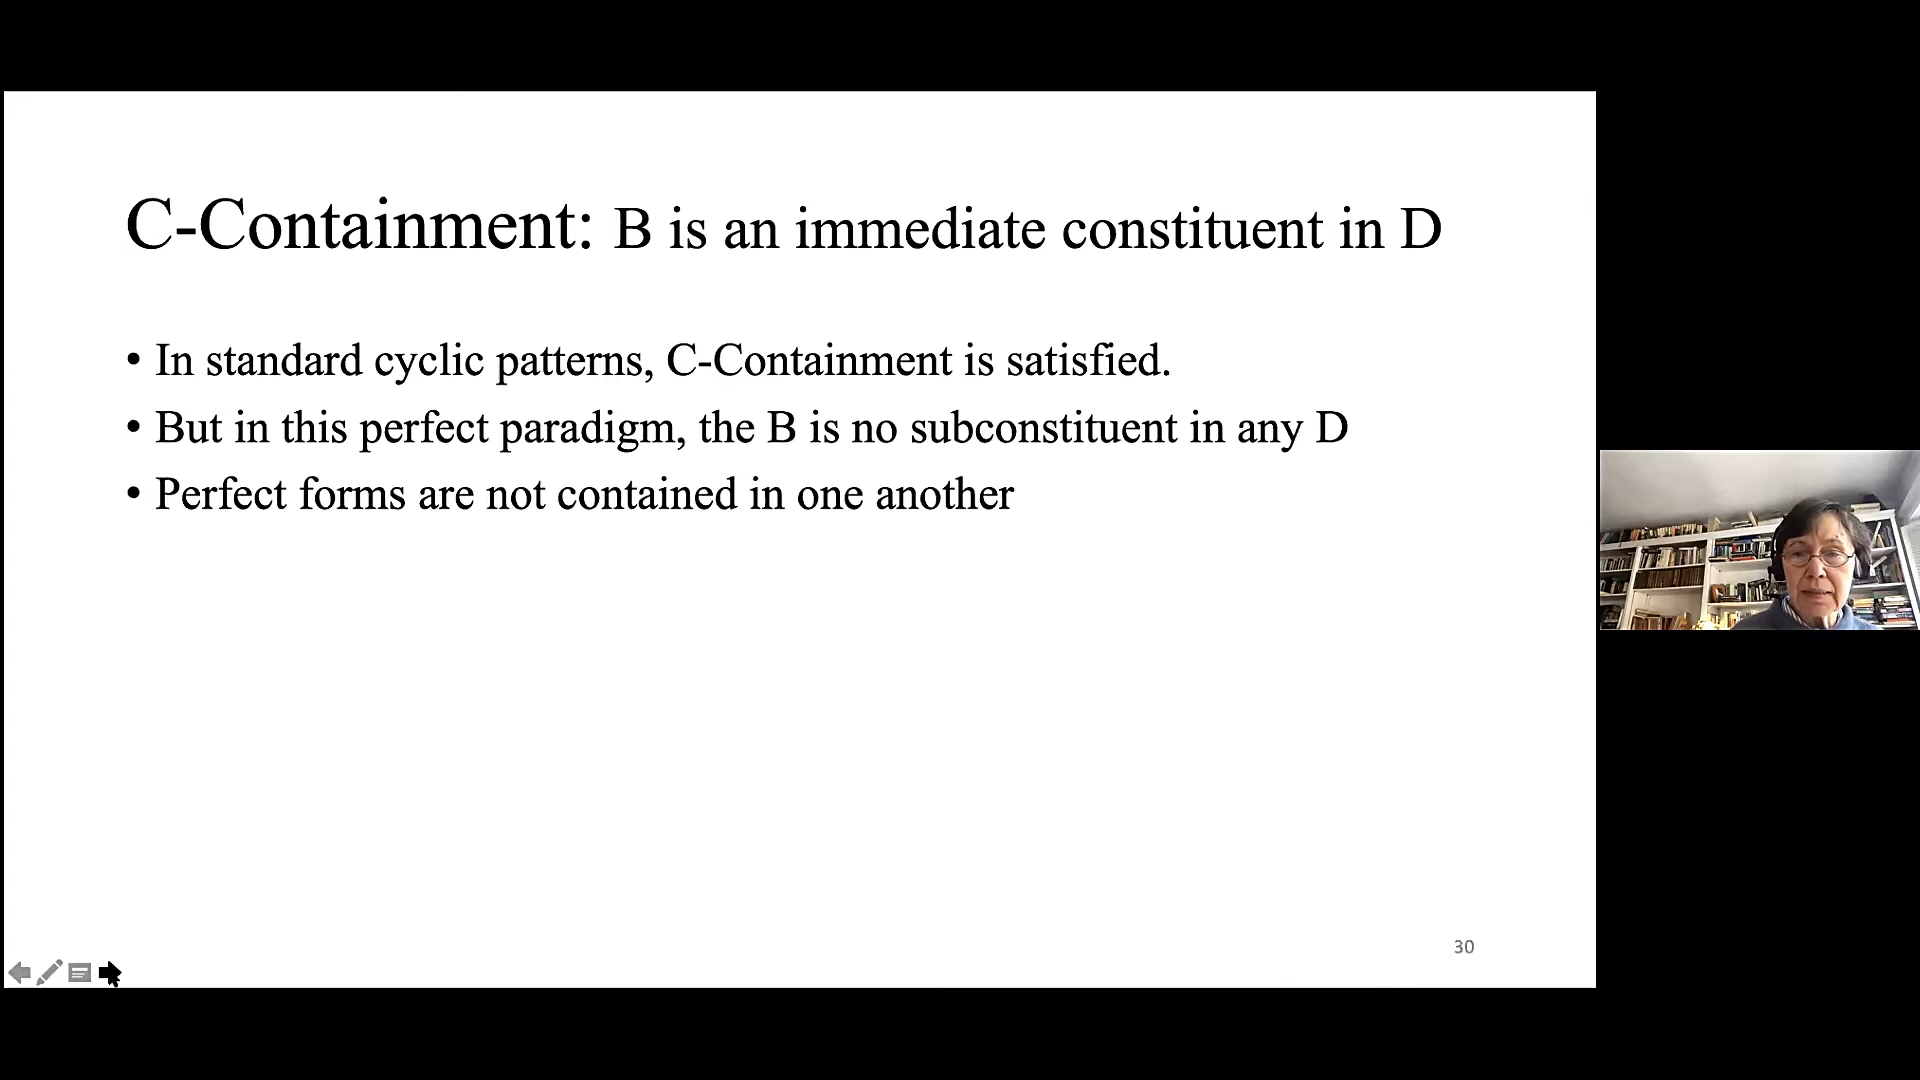 C-Containment: B is an immediate constituent in D
• In standard cyclic patterns, C-Containment is satisfied.
• But in this perfect paradigm, the B is no subconstituent in any D
• Perfect forms are not contained in one another
30